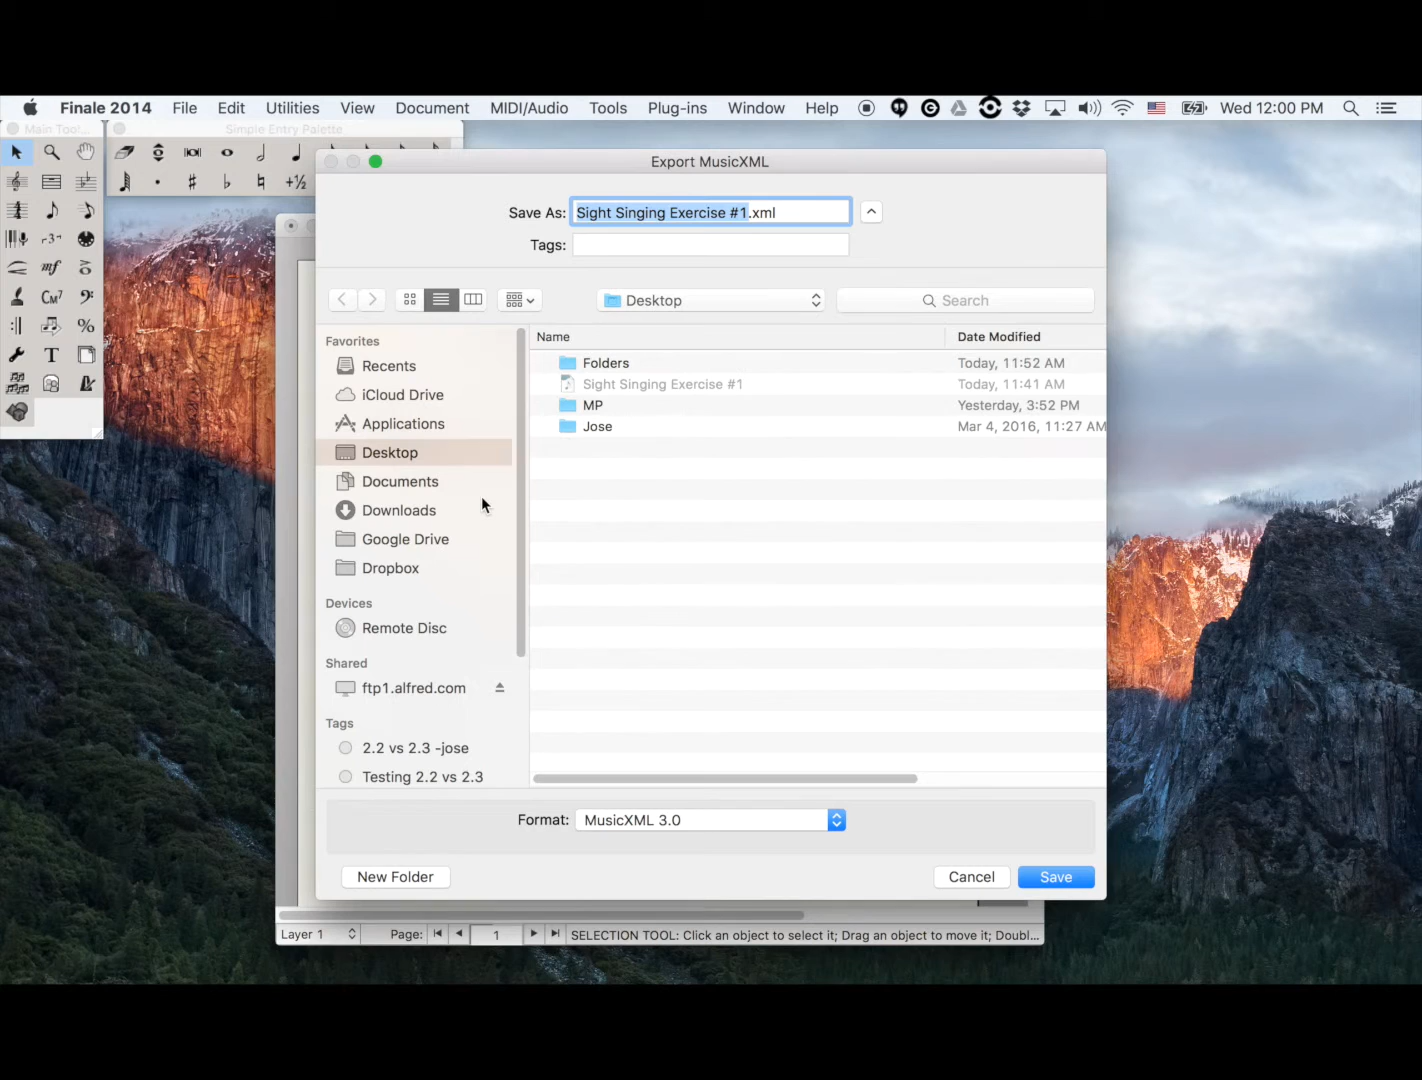 Finale 2014 File Edit Utilities View Document MIDI/Audio Tools Plug-ins Window Help Wed 12:00 PM
Main Too... Simple Entry Palette
Export MusicXML
Save As: Sight Singing Exercise #1.xml
Tags:
Desktop Search
Favorites
Recents
iCloud Drive
Applications
Desktop
Documents
Downloads
Google Drive
Dropbox
Devices
Remote Disc
Shared
ftp1.alfred.com
Tags
2.2 vs 2.3 -jose
Testing 2.2 vs 2.3
Name Date Modified
Folders Today, 11:52 AM
Sight Singing Exercise #1 Today, 11:41 AM
MP Yesterday, 3:52 PM
Jose Mar 4, 2016, 11:27 AM
Format: MusicXML 3.0
New Folder Cancel Save
Layer 1 Page: 1 SELECTION TOOL: Click an object to select it; Drag an object to move it; Doubl...